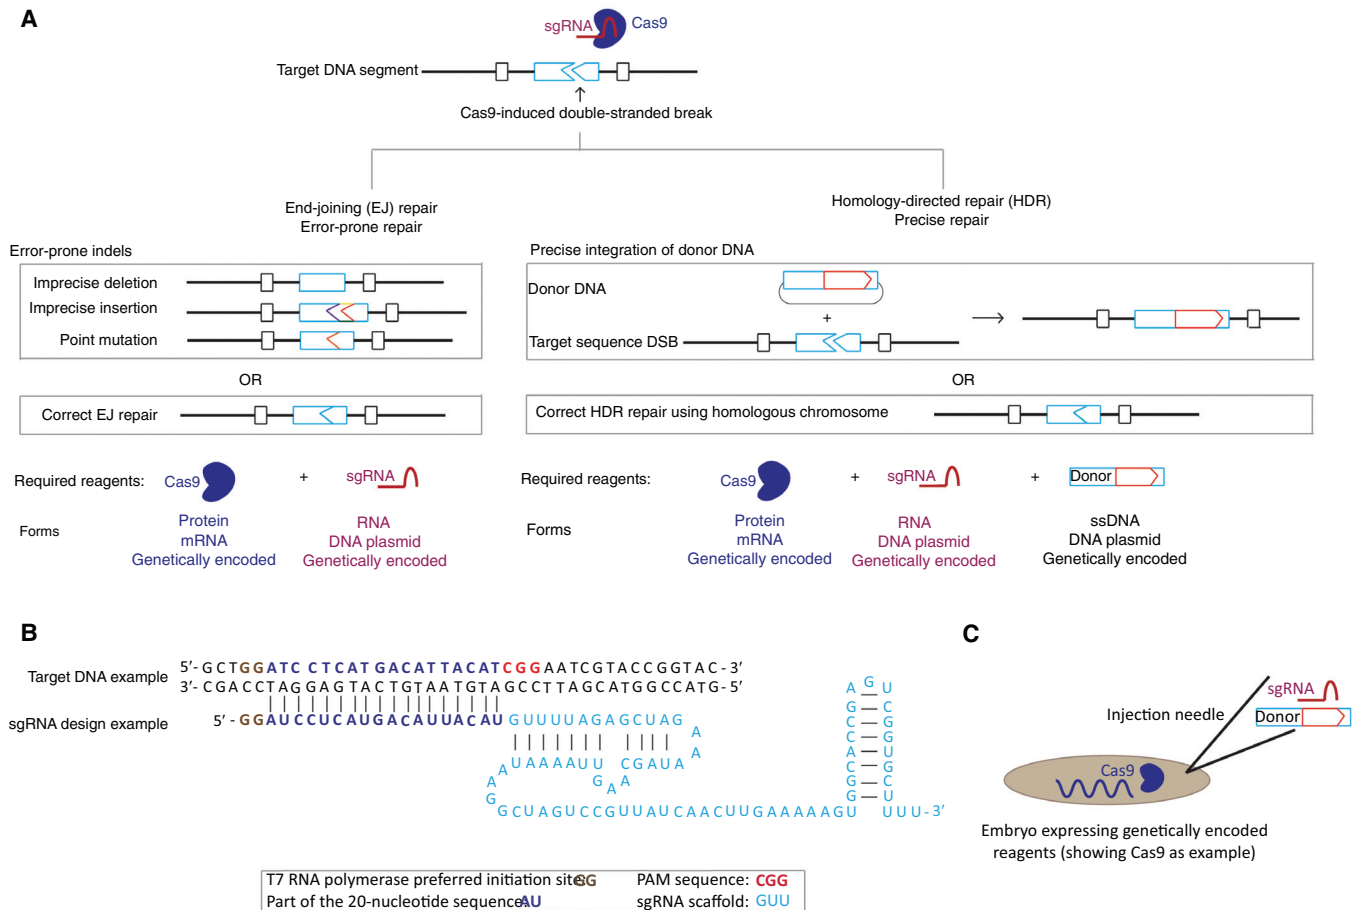 A
sgRNA Cas9
Target DNA segment
Cas9-induced double-stranded break
End-joining (EJ) repair
Error-prone repair
Homology-directed repair (HDR)
Precise repair
Error-prone indels
Imprecise deletion
Imprecise insertion
Point mutation
OR
Correct EJ repair
Precise integration of donor DNA
Donor DNA
+
Target sequence DSB
OR
Correct HDR repair using homologous chromosome
Required reagents: Cas9 + sgRNA
Forms
Protein
mRNA
Genetically encoded
RNA
DNA plasmid
Genetically encoded
Required reagents: Cas9 + sgRNA + Donor
Forms
Protein
mRNA
Genetically encoded
RNA
DNA plasmid
Genetically encoded
ssDNA
DNA plasmid
Genetically encoded
B
Target DNA example
5′- GCTGGATCCTCATGACATTACATCGGAATCGTACCGGTAC - 3′
3′- CGACCTAGGAGTACTGTAATGTAGCCTTAGCATGGCCATG - 5′
sgRNA design example
5′ - GGAUCCUCAUGACAUUACAUGUUUUAGAGCUAG
A
A
A
UAAAAUU CGAUA
A
A
G
G A A
GCUAGUCCGUUAUCAACUUGAAAAAGU
G
G
C
A
C
C
G
A
G
U
C
G
G
U
G
C
U
UUU - 3′
T7 RNA polymerase preferred initiation site: GG
Part of the 20-nucleotide sequence: AU
PAM sequence: CGG
sgRNA scaffold: GUU
C
sgRNA
Donor
Injection needle
Cas9
Embryo expressing genetically encoded
reagents (showing Cas9 as example)